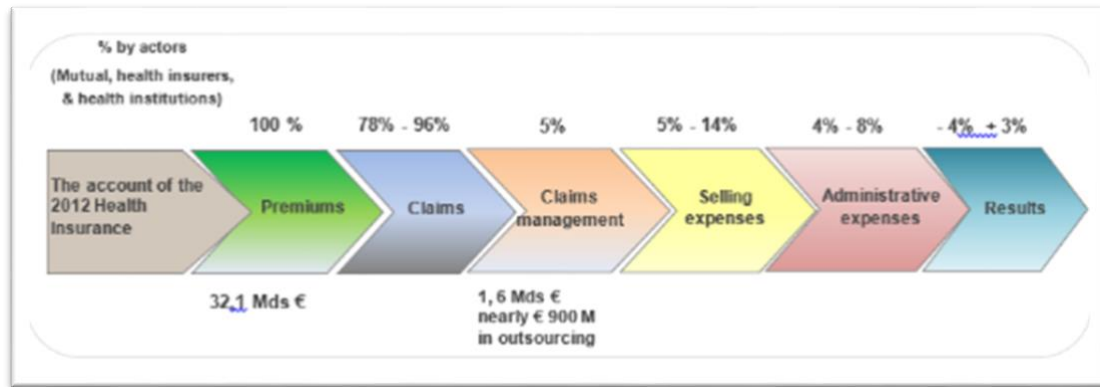 % by actors
(Mutual, health insurers,
& health institutions)
100 % 78% - 96% 5% 5% - 14% 4% - 8% - 4% + 3%
The account of the
2012 Health
Insurance
Premiums
Claims
Claims
management
Selling
expenses
Administrative
expenses
Results
32,1 Mds €
1, 6 Mds €
nearly € 900 M
in outsourcing